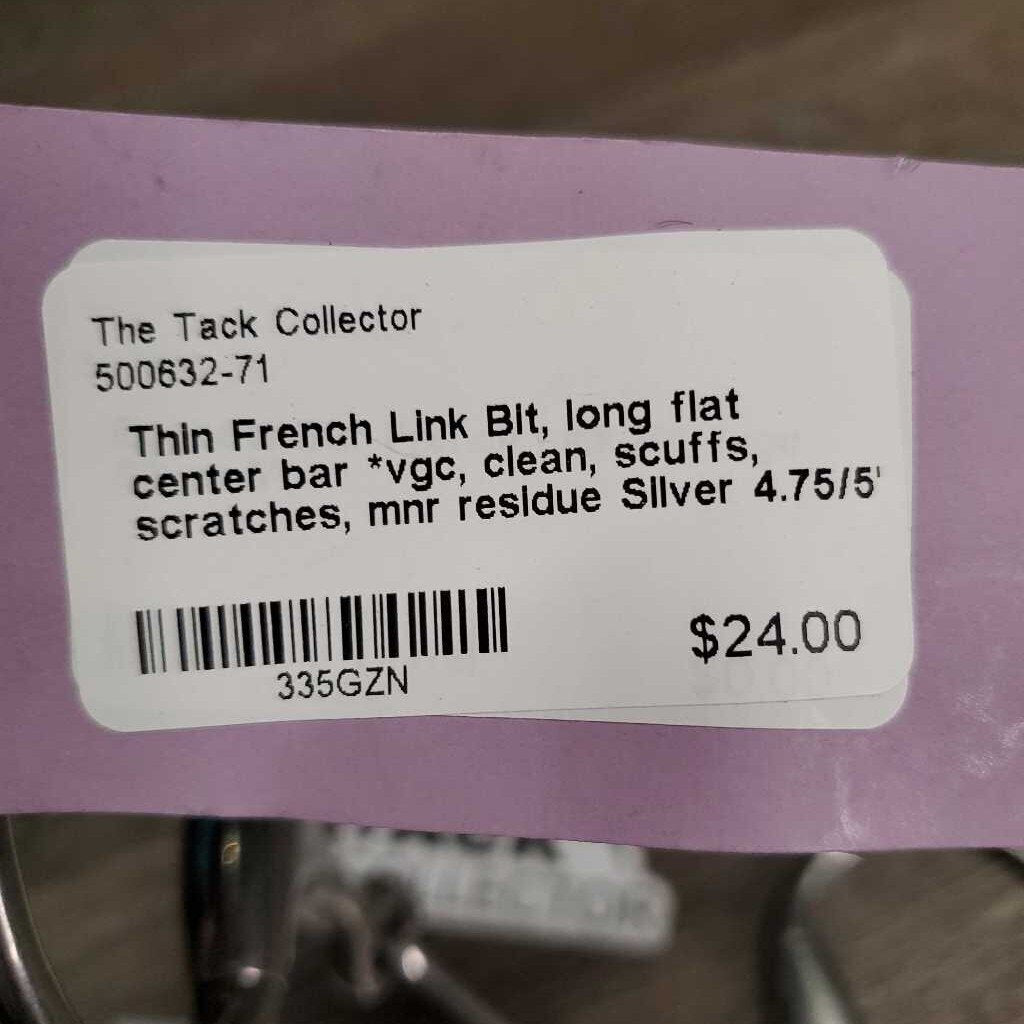 The Tack Collector
500632-71
Thin French Link Bit, long flat
center bar *vgc, clean, scuffs,
scratches, mnr residue Silver 4.75/5'
335GZN
$24.00